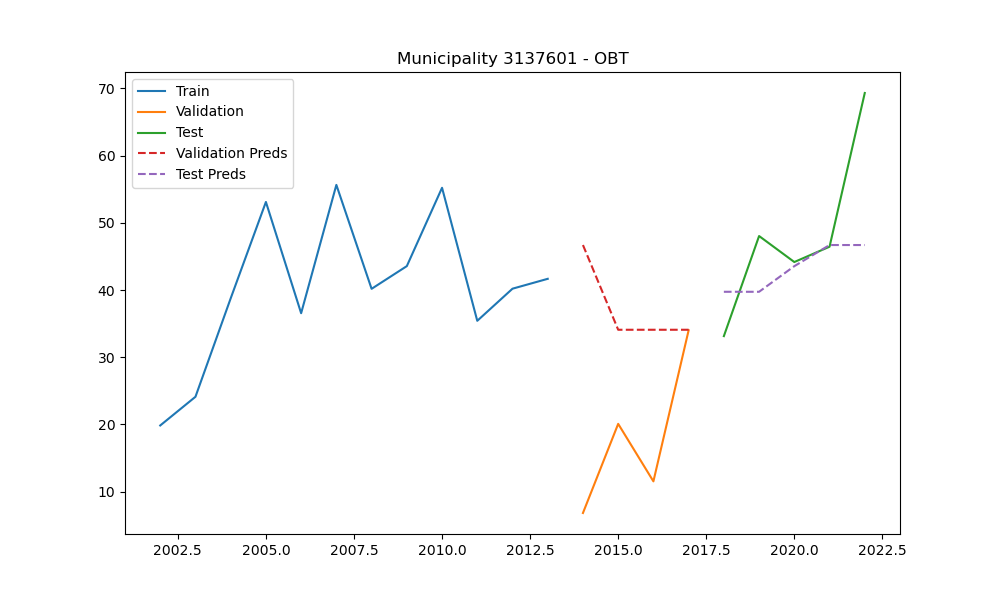 Municipality 3137601 - OBT
Train
Validation
Test
Validation Preds
Test Preds
70
60
50
40
30
20
10
2002.5 2005.0 2007.5 2010.0 2012.5 2015.0 2017.5 2020.0 2022.5